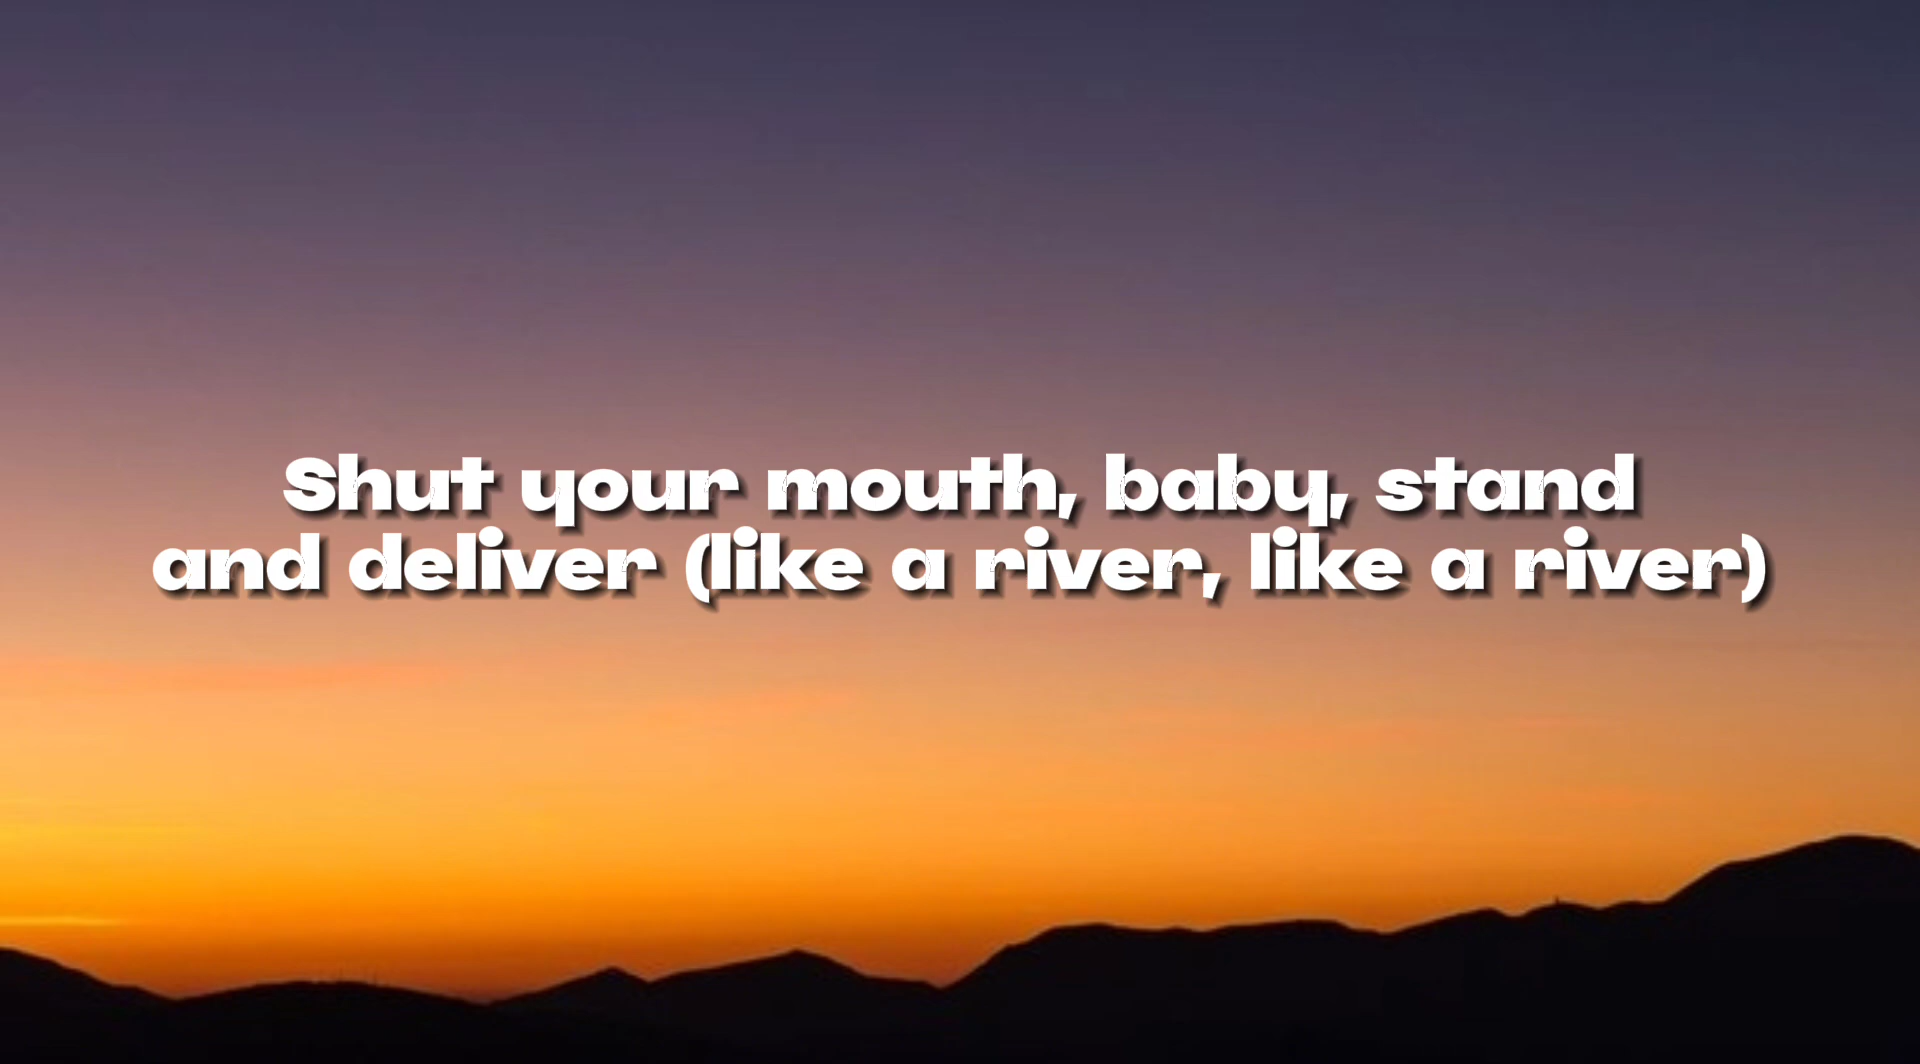 Shut your mouth, baby, stand
and deliver (like a river, like a river)